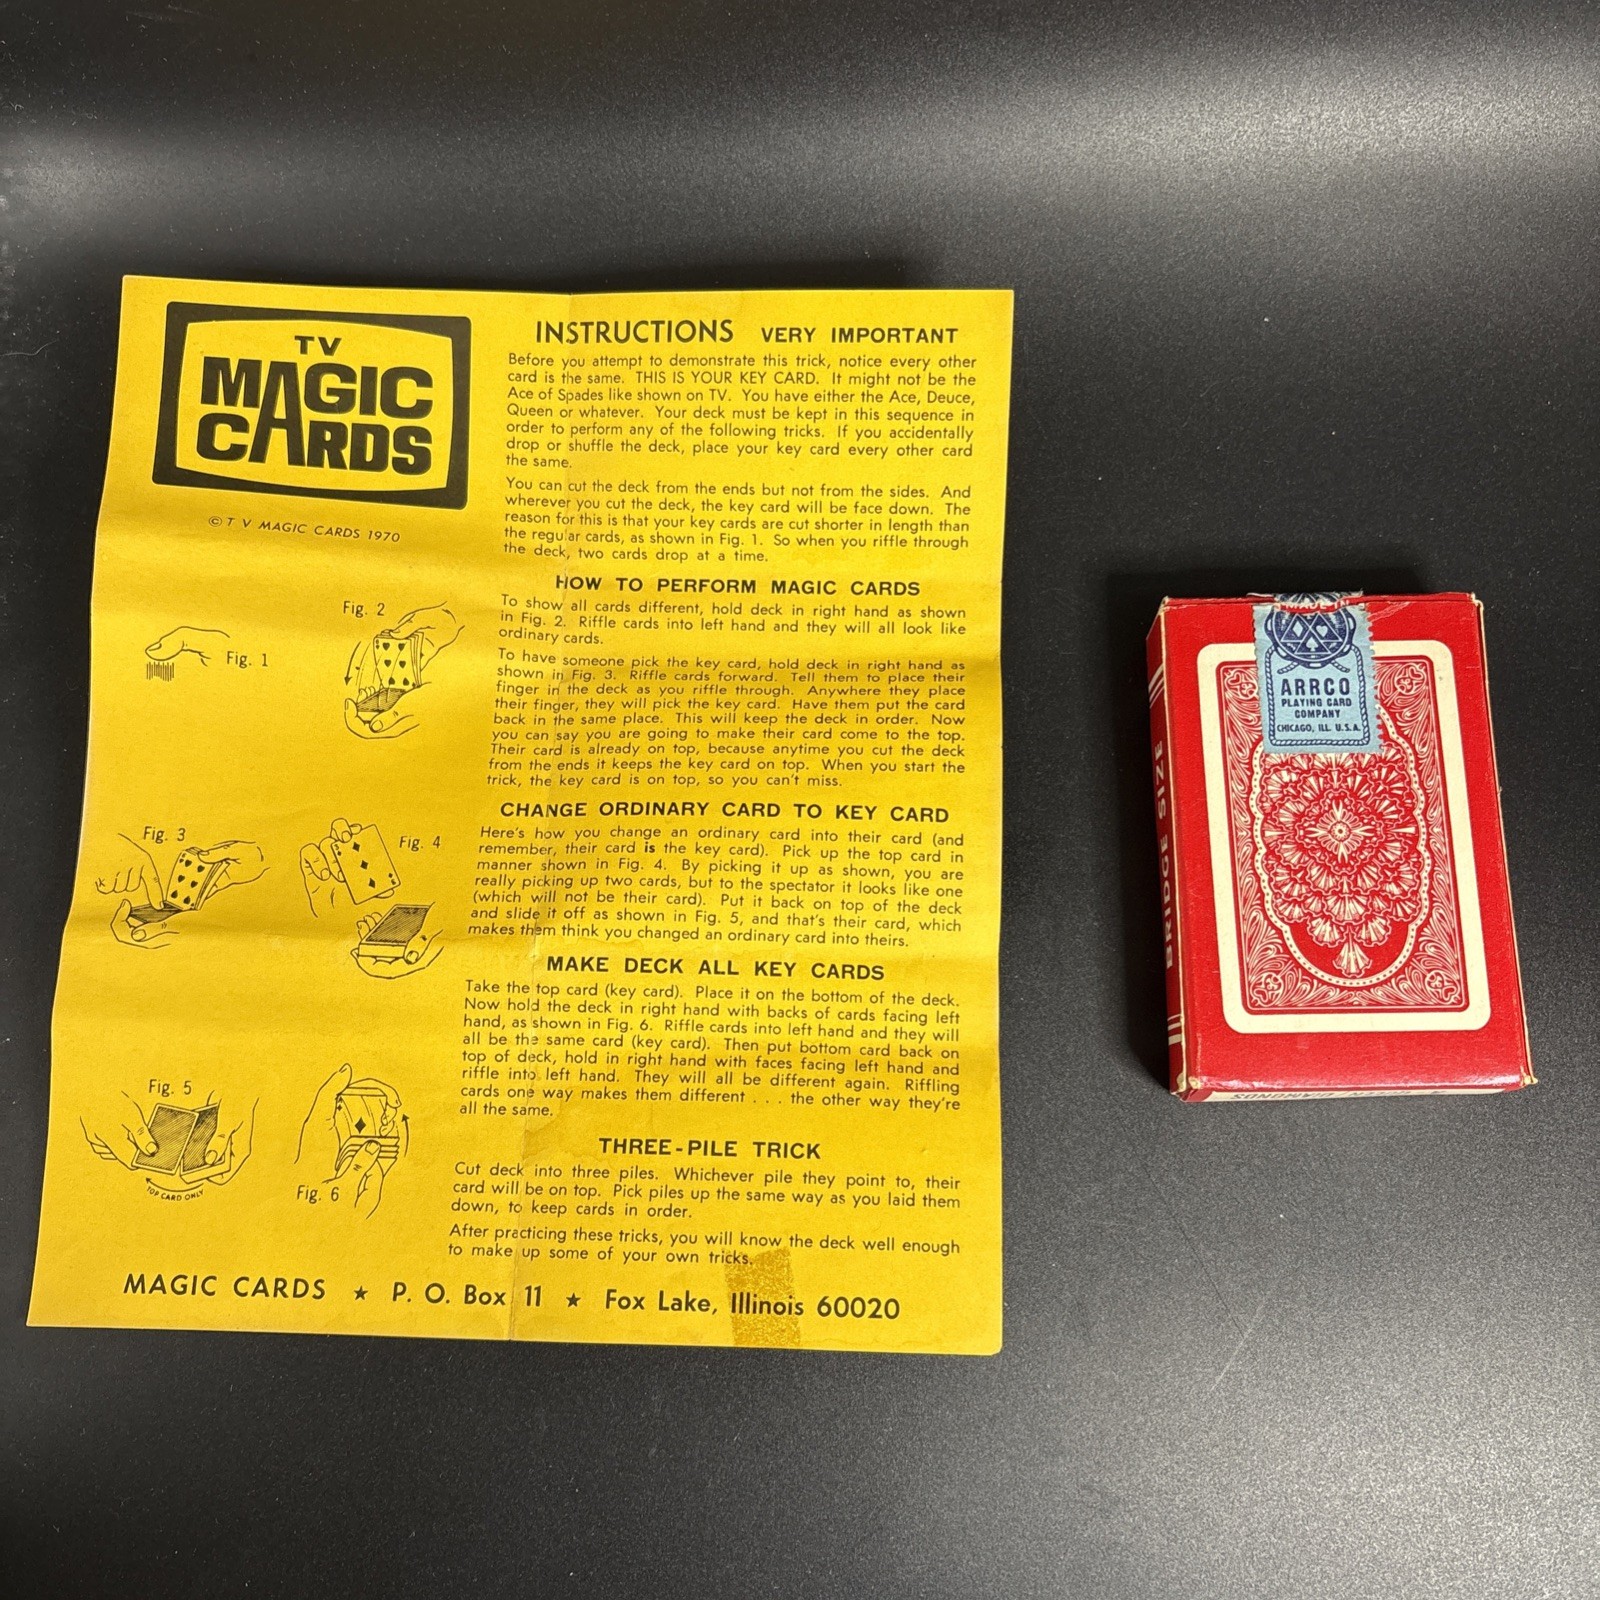 TV
MAGIC
CARDS
© T V MAGIC CARDS 1970
INSTRUCTIONS VERY IMPORTANT
Before you attempt to demonstrate this trick, notice every other
card is the same. THIS IS YOUR KEY CARD. It might not be the
Ace of Spades like shown on TV. You have either the Ace, Deuce,
Queen or whatever. Your deck must be kept in this sequence in
order to perform any of the following tricks. If you accidentally
drop or shuffle the deck, place your key card every other card
the same.
You can cut the deck from the ends but not from the sides. And
wherever you cut the deck, the key card will be face down. The
reason for this is that your key cards are cut shorter in length than
the regular cards, as shown in Fig. 1. So when you riffle through
the deck, two cards drop at a time.
HOW TO PERFORM MAGIC CARDS
To show all cards different, hold deck in right hand as shown
in Fig. 2. Riffle cards into left hand and they will all look like
ordinary cards.
To have someone pick the key card, hold deck in right hand as
shown in Fig. 3. Riffle cards forward. Tell them to place their
finger in the deck as you riffle through. Anywhere they place
their finger, they will pick the key card. Have them put the card
back in the same place. This will keep the deck in order. Now
you can say you are going to make their card come to the top.
Their card is already on top, because anytime you cut the deck
from the ends it keeps the key card on top. When you start the
trick, the key card is on top, so you can't miss.
CHANGE ORDINARY CARD TO KEY CARD
Here's how you change an ordinary card into their card (and
remember, their card is the key card). Pick up the top card in
manner shown in Fig. 4. By picking it up as shown, you are
really picking up two cards, but to the spectator it looks like one
(which will not be their card). Put it back on top of the deck
and slide it off as shown in Fig. 5, and that's their card, which
makes them think you changed an ordinary card into theirs.
MAKE DECK ALL KEY CARDS
Take the top card (key card). Place it on the bottom of the deck.
Now hold the deck in right hand with backs of cards facing left
hand, as shown in Fig. 6. Riffle cards into left hand and they will
all be the same card (key card). Then put bottom card back on
top of deck, hold in right hand with faces facing left hand and
riffle into left hand. They will all be different again. Riffling
cards one way makes them different . . . the other way they're
all the same.
THREE-PILE TRICK
Cut deck into three piles. Whichever pile they point to, their
card will be on top. Pick piles up the same way as you laid them
down, to keep cards in order.
After practicing these tricks, you will know the deck well enough
to make up some of your own tricks.
Fig. 1
Fig. 2
Fig. 3
Fig. 4
Fig. 5
TOP CARD ONLY
Fig. 6
MAGIC CARDS ★ P. O. Box 11 ★ Fox Lake, Illinois 60020
MADE IN
ARRCO
PLAYING CARD
COMPANY
CHICAGO, ILL. U.S.A.
BRIDGE SIZE
DIAMONDS